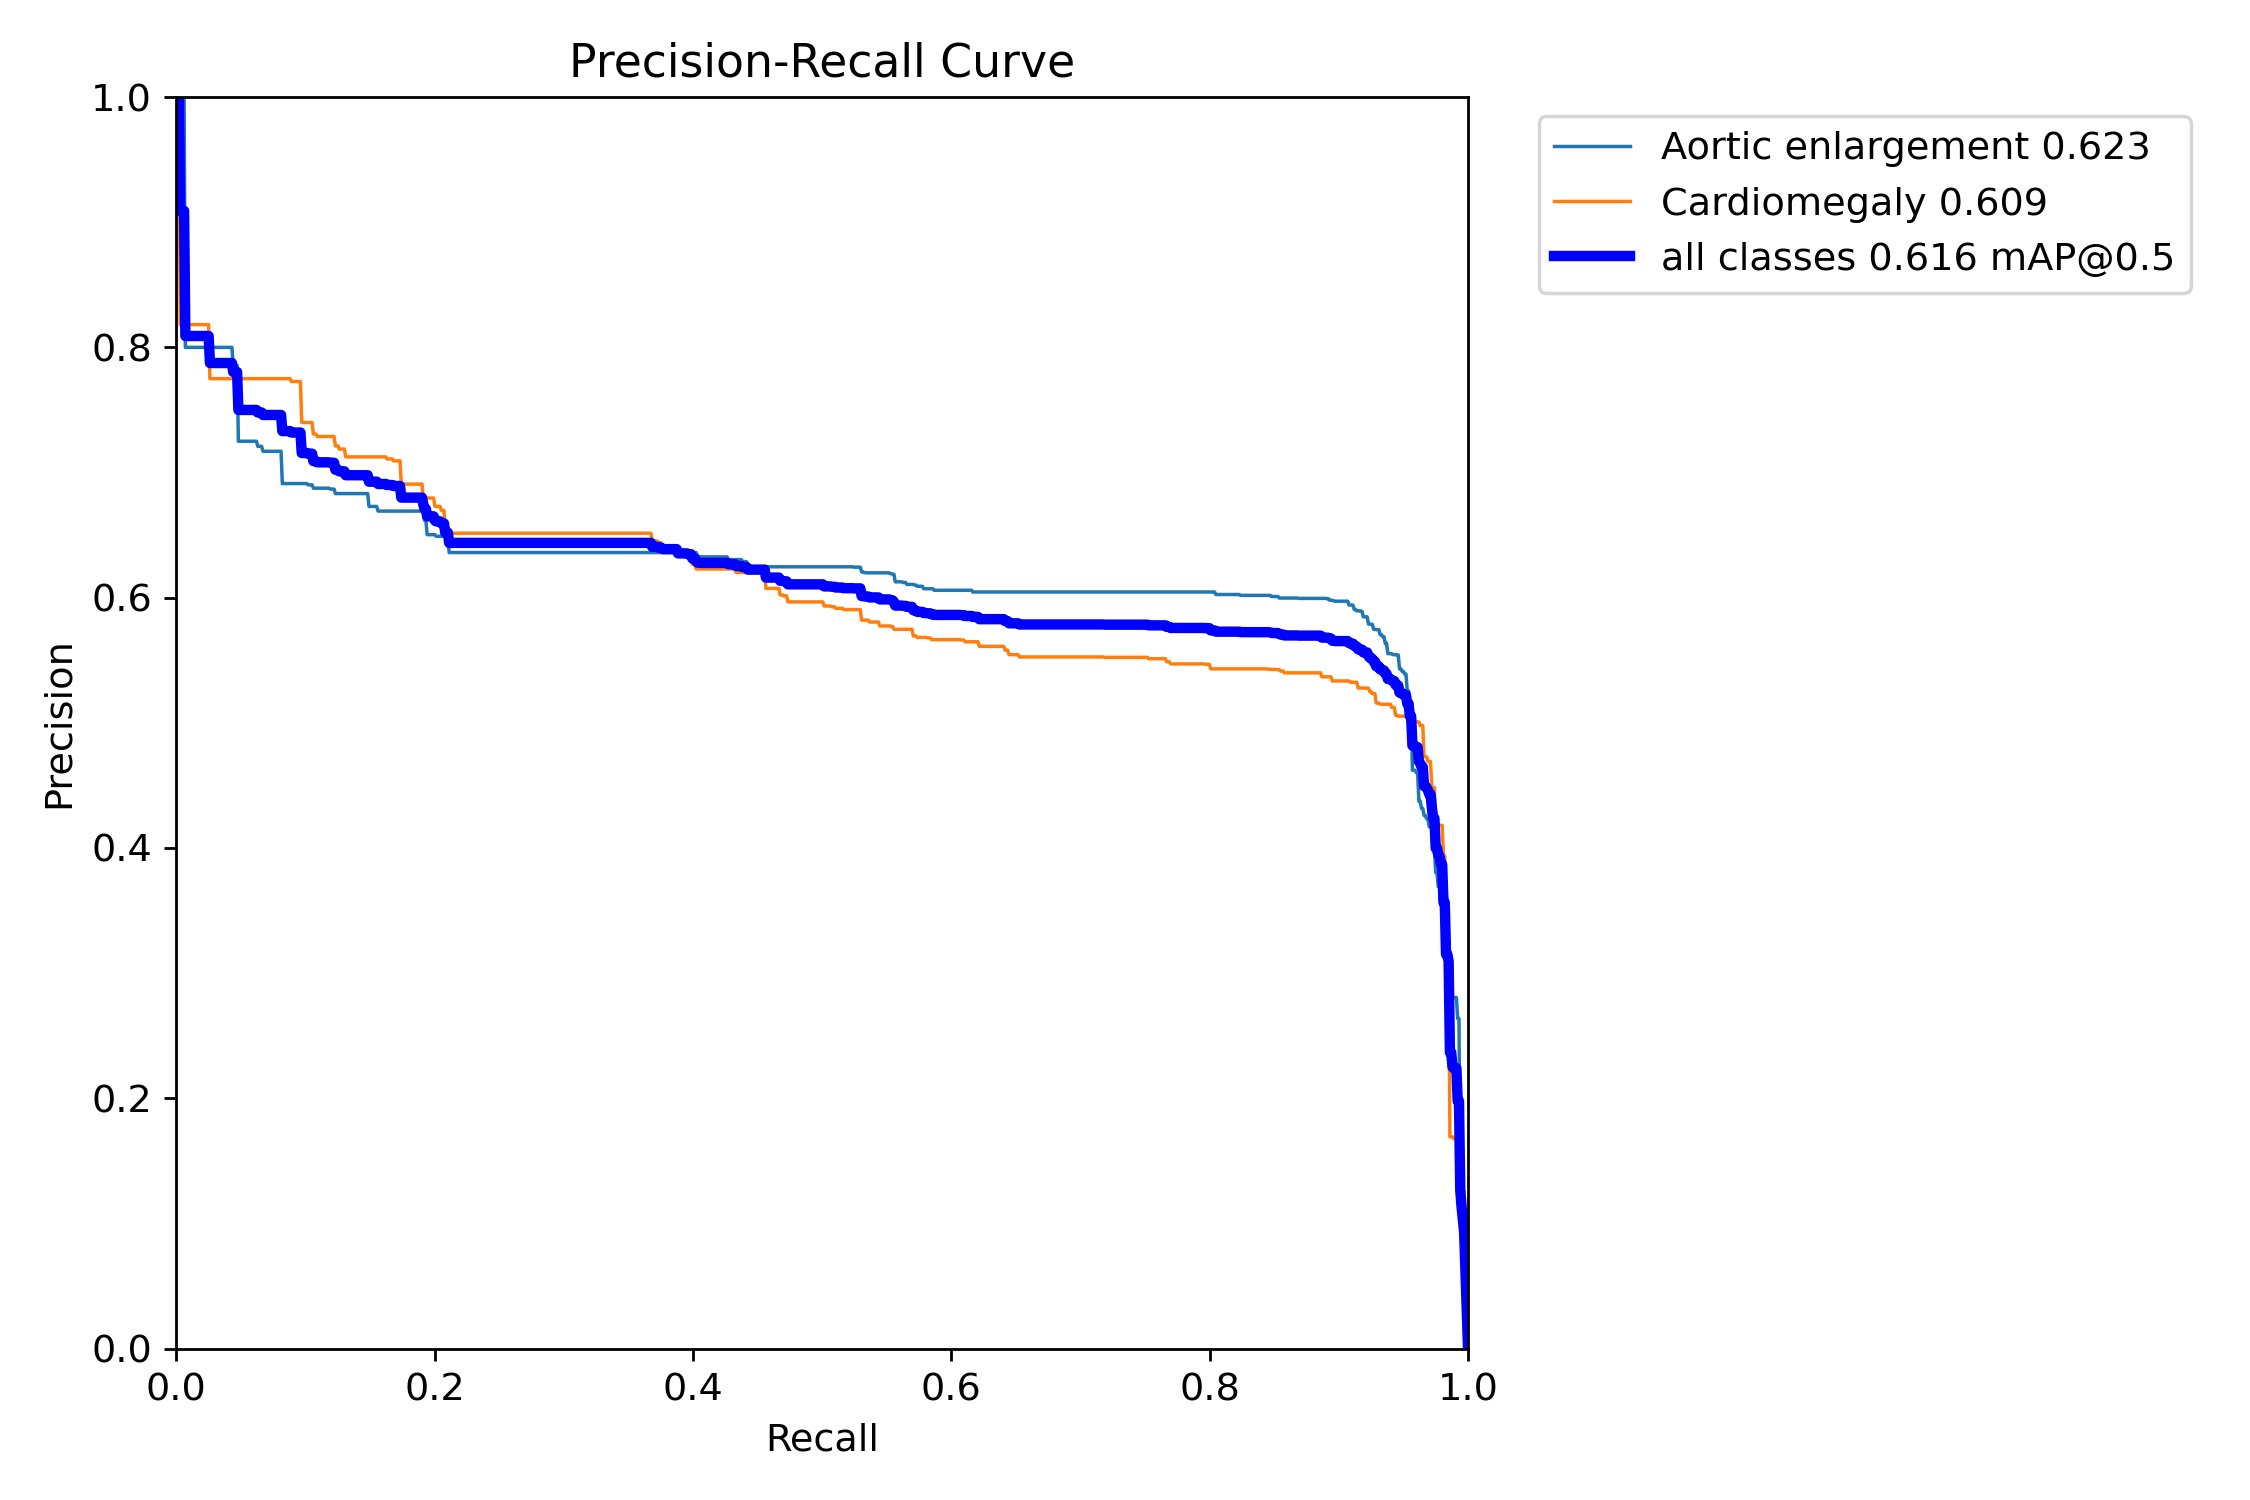 Precision-Recall Curve
1.0
0.8
0.6
0.4
0.2
0.0
Precision
0.0 0.2 0.4 0.6 0.8 1.0
Recall
Aortic enlargement 0.623
Cardiomegaly 0.609
all classes 0.616 mAP@0.5